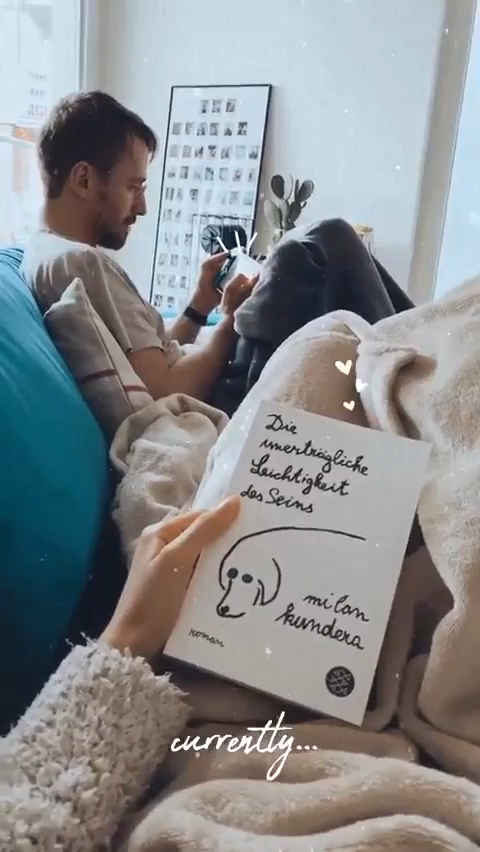 Die
unerträgliche
Leichtigkeit
des Seins
milan
kundera
roman
currently...